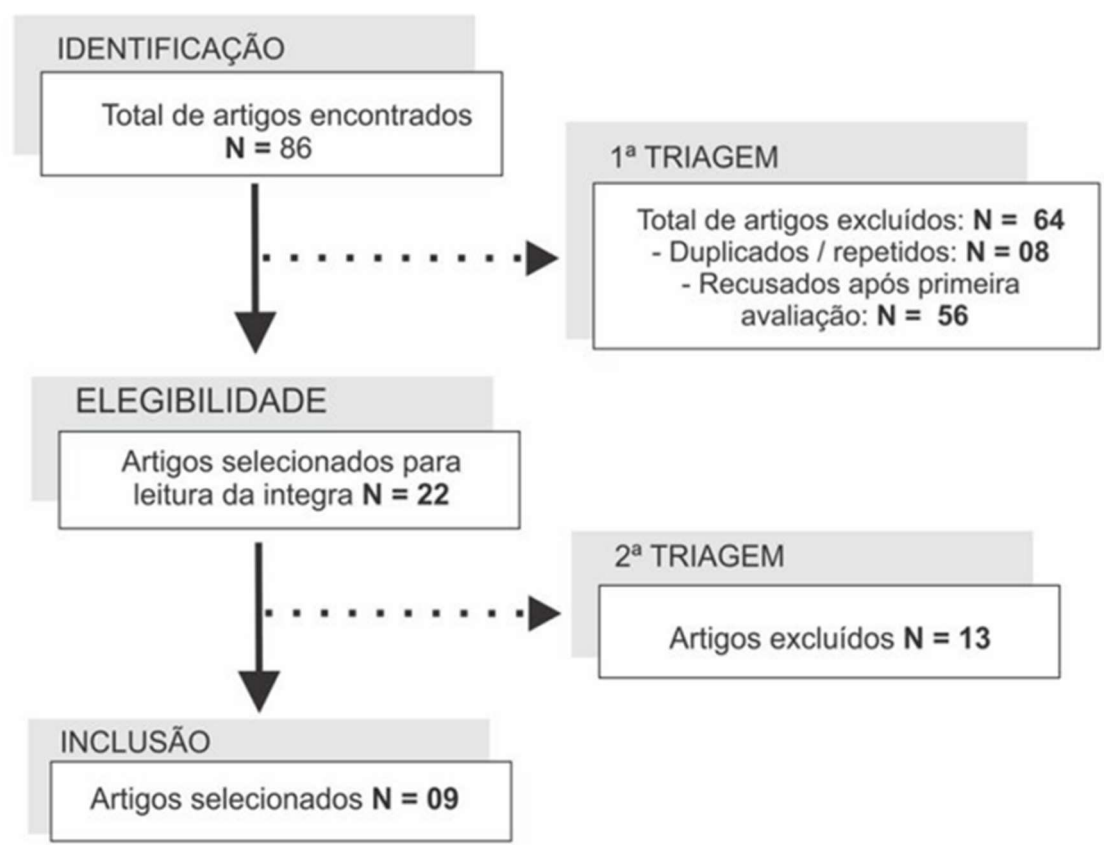 IDENTIFICAÇÃO
Total de artigos encontrados
N = 86
1ª TRIAGEM
Total de artigos excluídos: N = 64
- Duplicados / repetidos: N = 08
- Recusados após primeira
avaliação: N = 56
ELEGIBILIDADE
Artigos selecionados para
leitura da integra N = 22
2ª TRIAGEM
Artigos excluídos N = 13
INCLUSÃO
Artigos selecionados N = 09